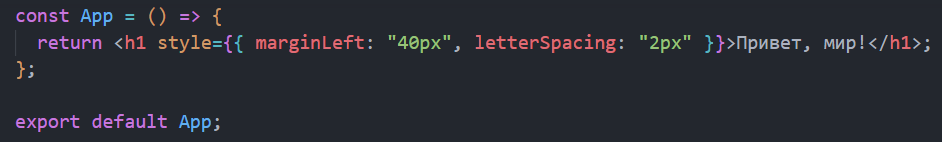 const App = () => {
  return <h1 style={{ marginLeft: "40px", letterSpacing: "2px" }}>Привет, мир!</h1>;
};

export default App;